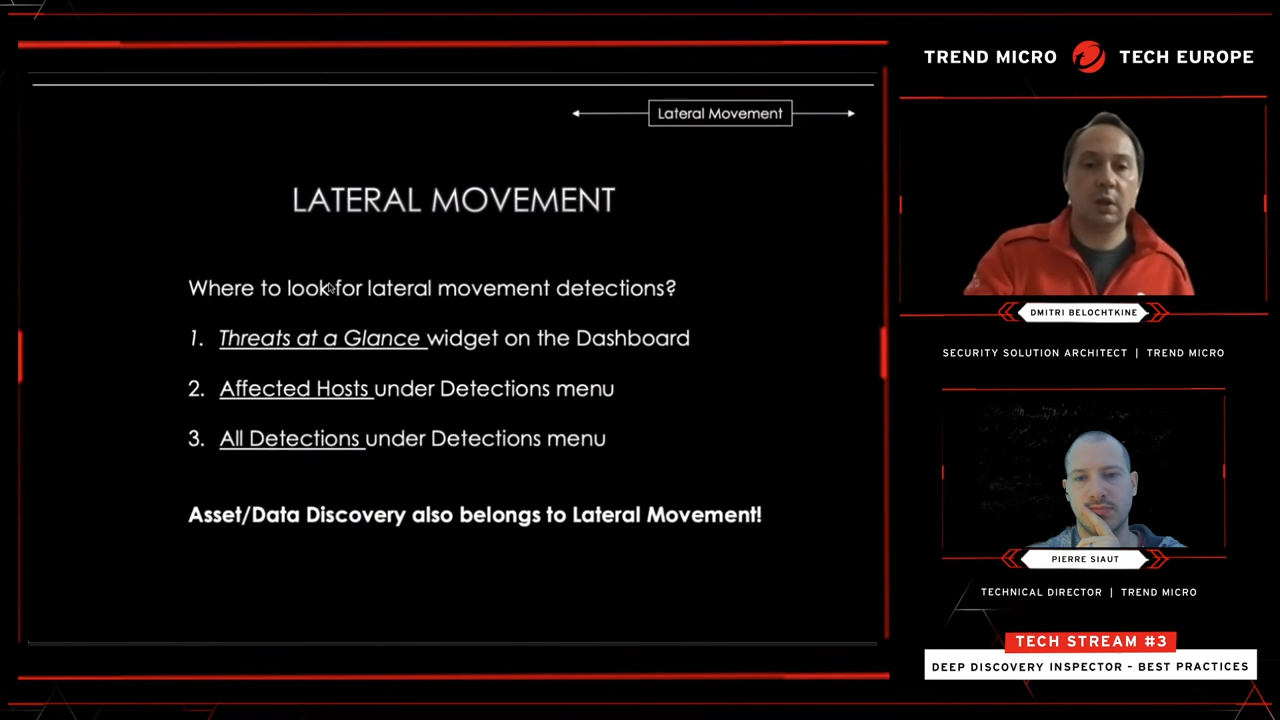 TREND MICRO TECH EUROPE
Lateral Movement
LATERAL MOVEMENT
Where to look for lateral movement detections?
1. Threats at a Glance widget on the Dashboard
2. Affected Hosts under Detections menu
3. All Detections under Detections menu
Asset/Data Discovery also belongs to Lateral Movement!
DMITRI BELOCHTKINE
SECURITY SOLUTION ARCHITECT | TREND MICRO
PIERRE SIAUT
TECHNICAL DIRECTOR | TREND MICRO
TECH STREAM #3
DEEP DISCOVERY INSPECTOR - BEST PRACTICES